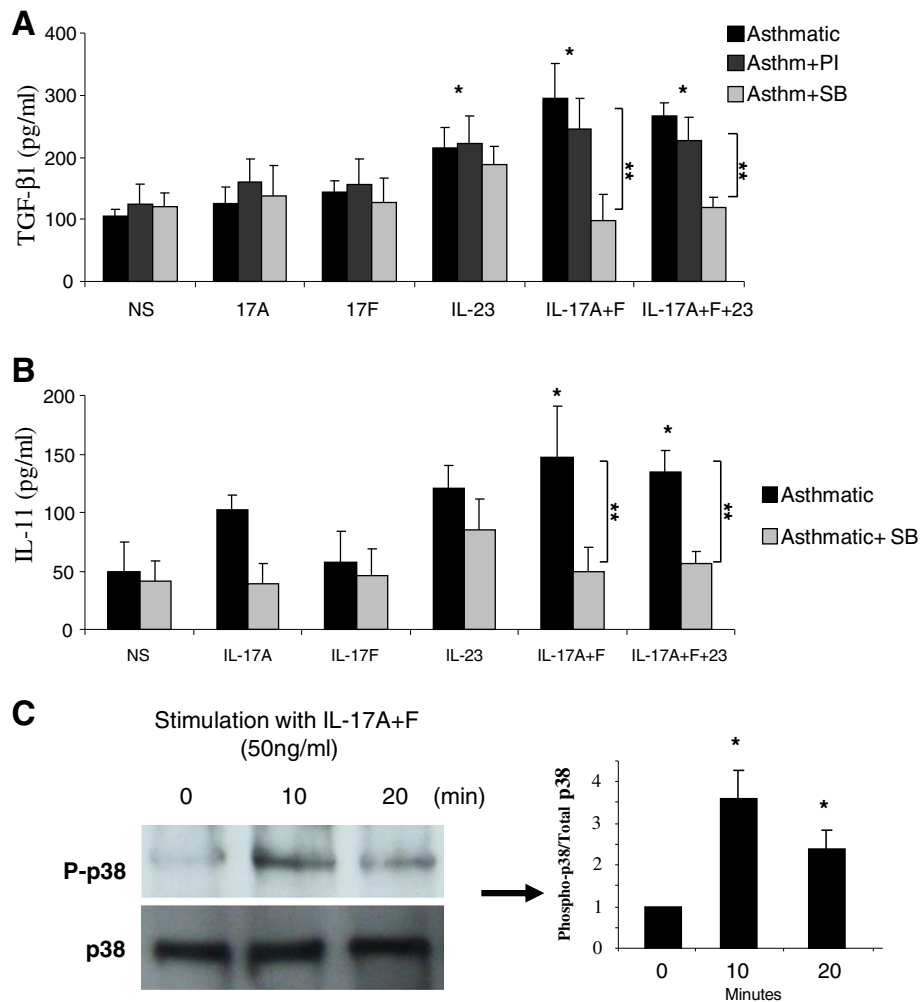 A
TGF-β1 (pg/ml)
400
300
200
100
0
*
*
*
**
**
Asthmatic
Asthm+PI
Asthm+SB
NS 17A 17F IL-23 IL-17A+F IL-17A+F+23
B
IL-11 (pg/ml)
200
150
100
50
0
*
*
**
**
Asthmatic
Asthmatic+ SB
NS IL-17A IL-17F IL-23 IL-17A+F IL-17A+F+23
C
Stimulation with IL-17A+F
(50ng/ml)
0 10 20 (min)
P-p38
p38
Phospho-p38/Total p38
4
3
2
1
0
*
*
0 10 20
Minutes